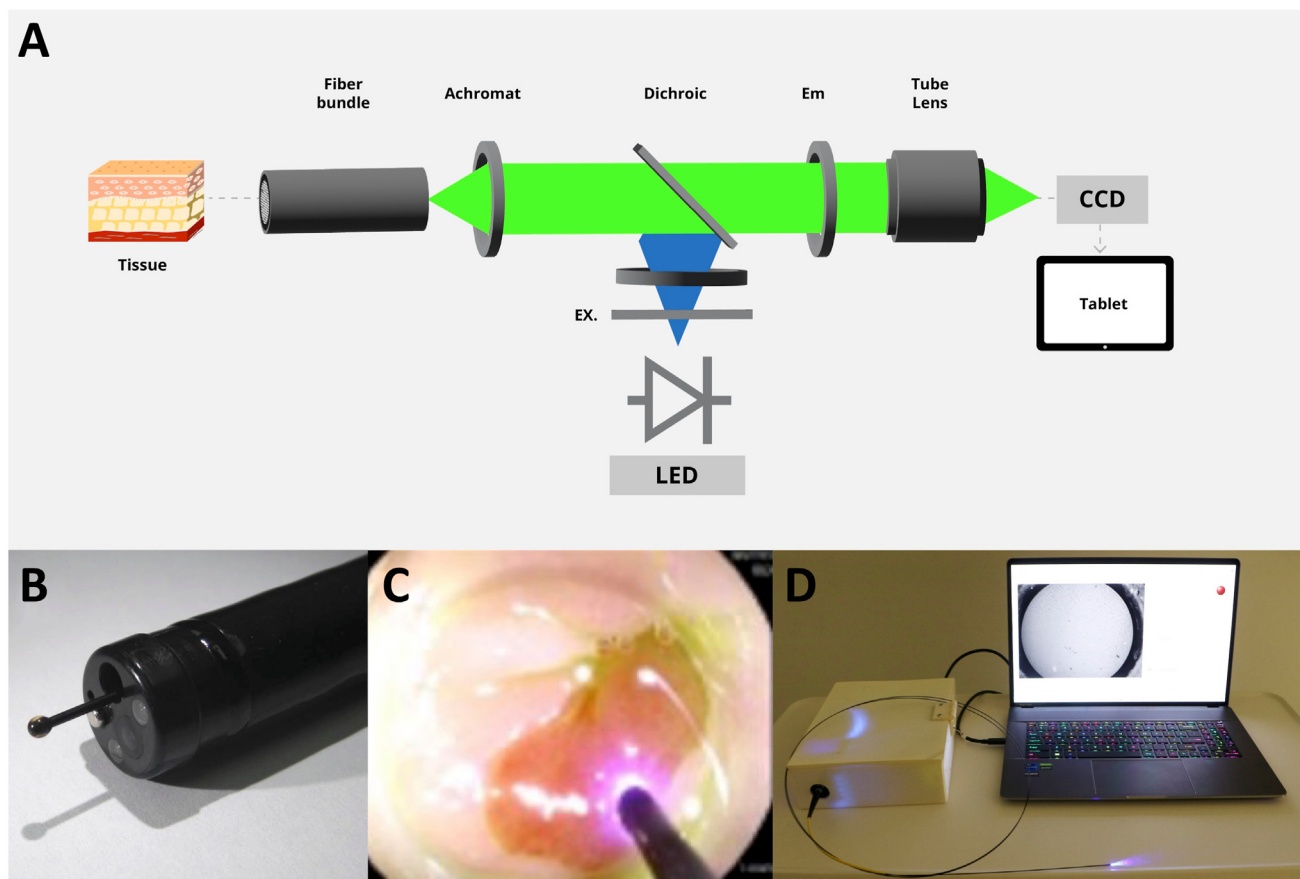 A
Fiber
bundle
Achromat
Dichroic
Em
Tube
Lens
CCD
Tissue
Tablet
EX.
LED
B
C
D